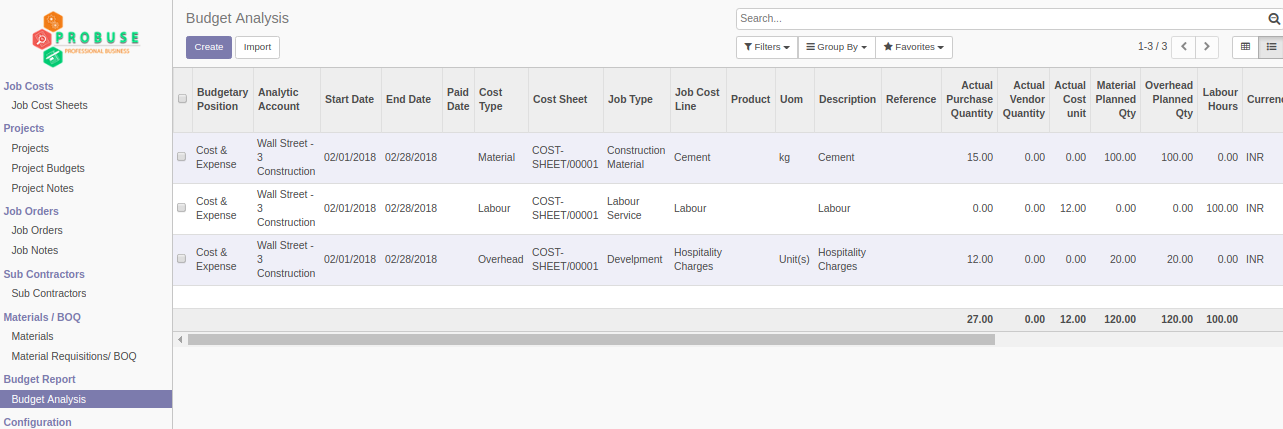 PROBUSE
PROFESSIONAL BUSINESS
Job Costs
Job Cost Sheets
Projects
Projects
Project Budgets
Project Notes
Job Orders
Job Orders
Job Notes
Sub Contractors
Sub Contractors
Materials / BOQ
Materials
Material Requisitions/ BOQ
Budget Report
Budget Analysis
Configuration
Budget Analysis
Search...
Create Import
Filters Group By Favorites
1-3 / 3
Budgetary Position Analytic Account Start Date End Date Paid Date Cost Type Cost Sheet Job Type Job Cost Line Product Uom Description Reference Actual Purchase Quantity Actual Vendor Quantity Actual Cost unit Material Planned Qty Overhead Planned Qty Labour Hours Curren
Cost & Expense Wall Street - 3 Construction 02/01/2018 02/28/2018 Material COST-SHEET/00001 Construction Material Cement kg Cement 15.00 0.00 0.00 100.00 100.00 0.00 INR
Cost & Expense Wall Street - 3 Construction 02/01/2018 02/28/2018 Labour COST-SHEET/00001 Labour Service Labour Labour 0.00 0.00 12.00 0.00 0.00 100.00 INR
Cost & Expense Wall Street - 3 Construction 02/01/2018 02/28/2018 Overhead COST-SHEET/00001 Develpment Hospitality Charges Unit(s) Hospitality Charges 12.00 0.00 0.00 20.00 20.00 0.00 INR
27.00 0.00 12.00 120.00 120.00 100.00